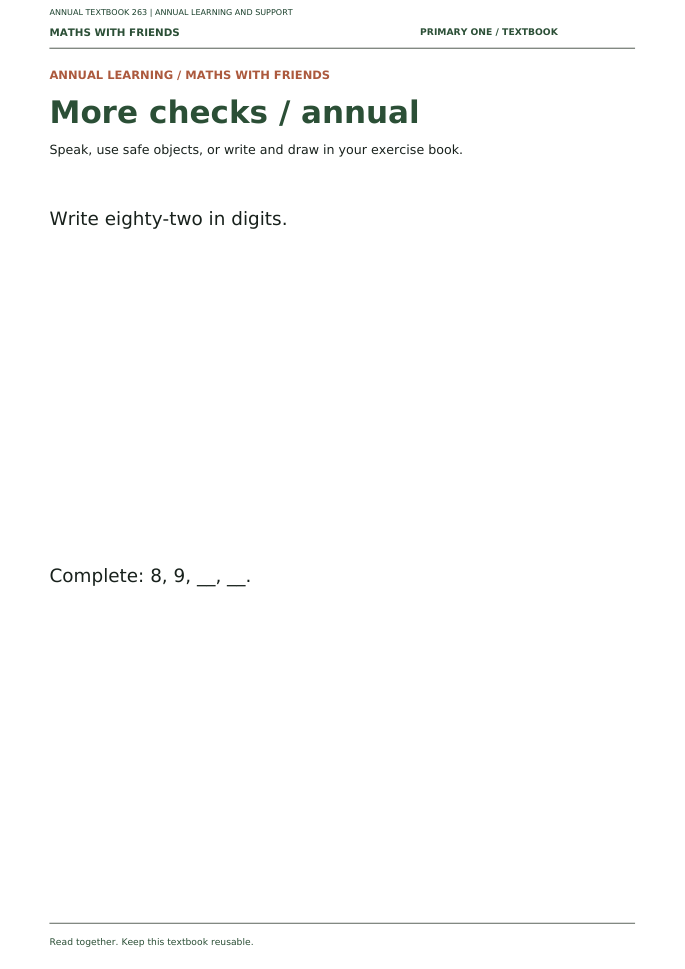 ANNUAL TEXTBOOK 263 | ANNUAL LEARNING AND SUPPORT
MATHS WITH FRIENDS
PRIMARY ONE / TEXTBOOK
ANNUAL LEARNING / MATHS WITH FRIENDS
More checks / annual
Speak, use safe objects, or write and draw in your exercise book.
Write eighty-two in digits.
Complete: 8, 9, __, __.
Read together. Keep this textbook reusable.